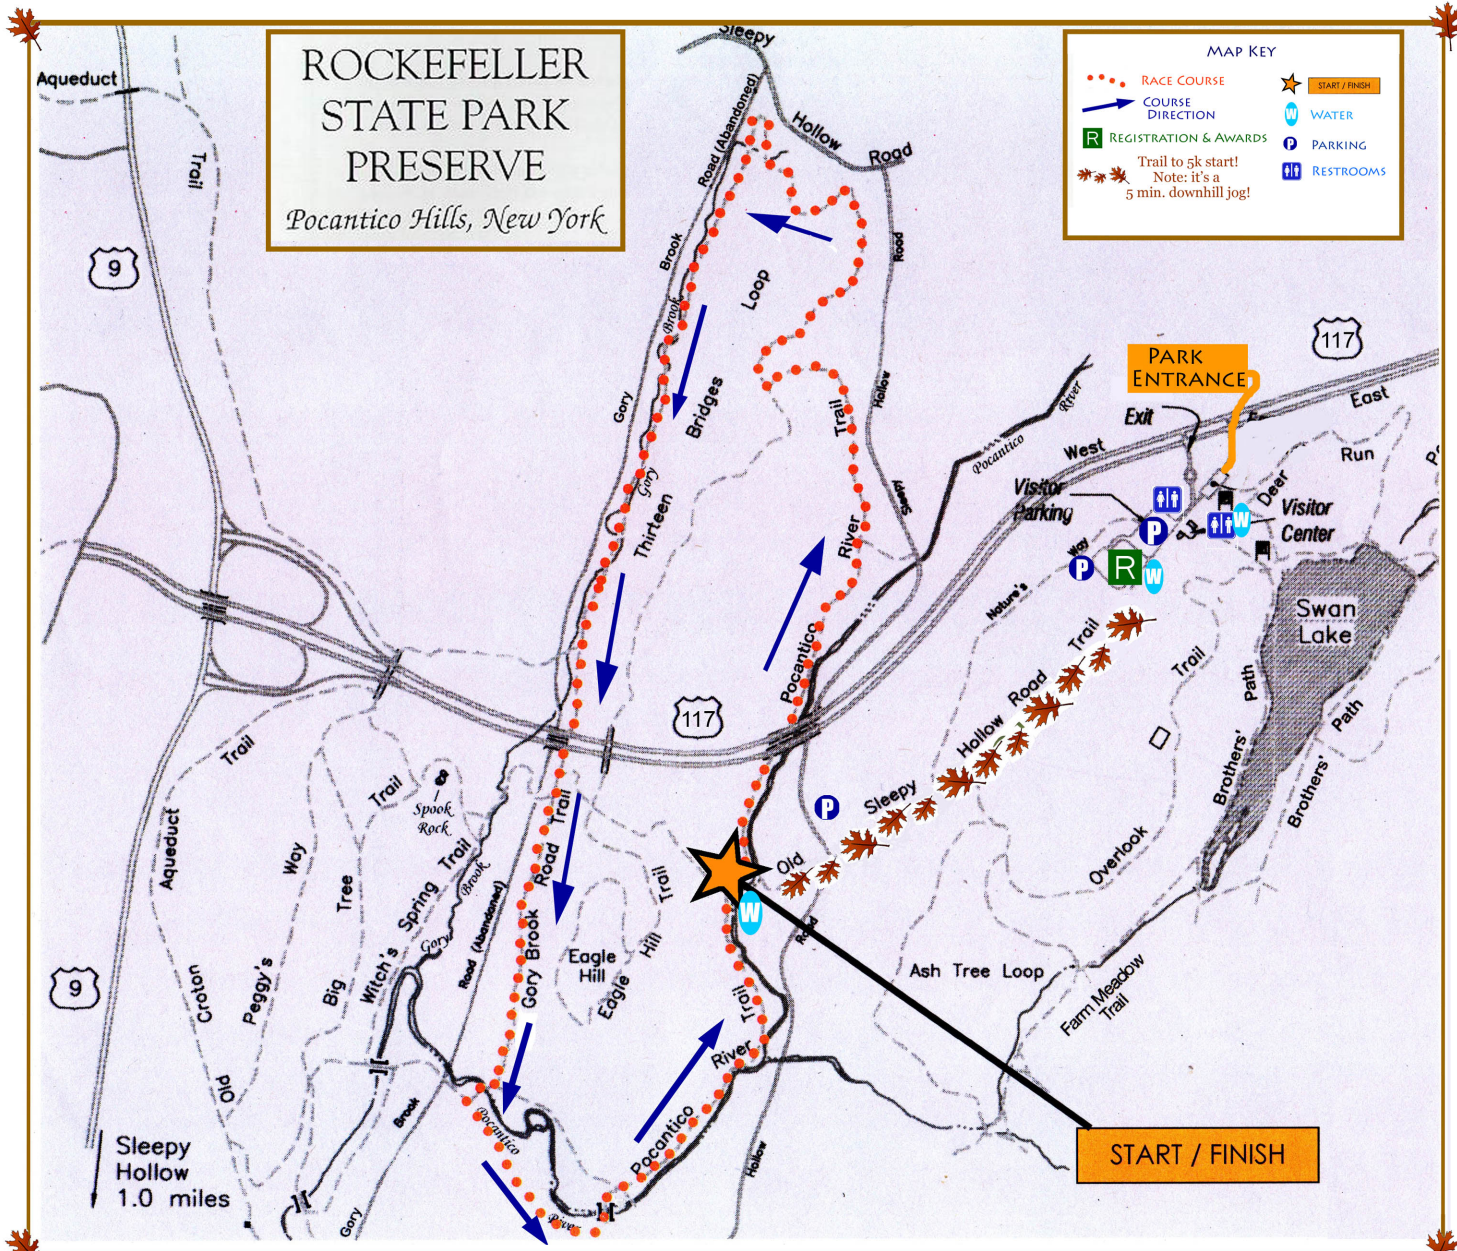 ROCKEFELLER
STATE PARK
PRESERVE
Pocantico Hills, New York
MAP KEY
RACE COURSE
COURSE
DIRECTION
R
REGISTRATION & AWARDS
Trail to 5k start!
Note: it's a
5 min. downhill jog!
START / FINISH
W
WATER
P
PARKING
RESTROOMS
Aqueduct
Trail
9
Sleepy
Hollow
Road
Road (Abandoned)
Brook
Gory
Brook
Gory
Loop
Bridges
Thirteen
Road
Hollow
Sleepy
Trail
River
Pocantico
117
PARK
ENTRANCE
Exit
East
West
River
Pocantico
Run
Deer
Visitor
Parking
Visitor
Center
P
W
Way
P
R
W
Nature's
Swan
Lake
Trail
Road
Hollow
Sleepy
Old
Trail
Path
Path
Brothers'
Brothers'
Overlook
117
P
Trail
Aqueduct
Croton
Old
Way
Peggy's
Trail
Spook
Rock
Tree
Big
Trail
Spring
Witch's
Brook
Gory
Road (Abandoned)
Brook
Gory
Trail
Road
Gory Brook
Trail
Hill
Eagle
Eagle
Hill
W
Road
Hollow
Trail
River
Pocantico
Pocantico
River
Ash Tree Loop
Farm Meadow
Trail
9
Sleepy
Hollow
1.0 miles
START / FINISH